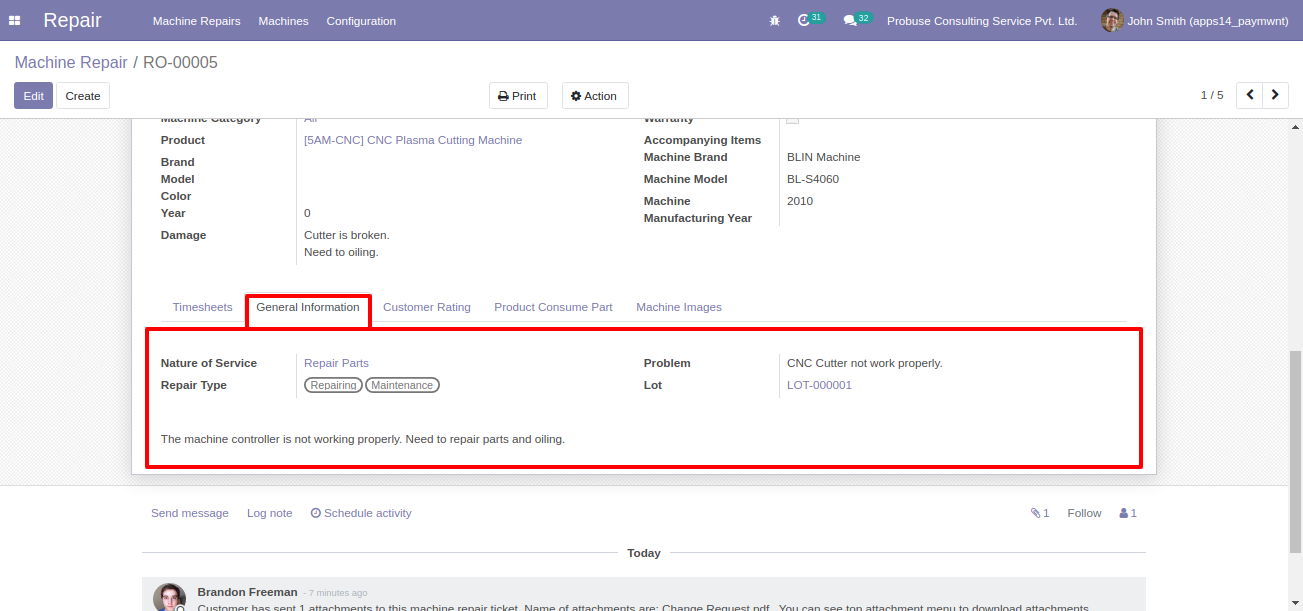 Repair Machine Repairs Machines Configuration 31 32 Probuse Consulting Service Pvt. Ltd. John Smith (apps14_paymwnt)
Machine Repair / RO-00005
Edit Create Print Action 1 / 5
Machine Category All Warranty
Product [5AM-CNC] CNC Plasma Cutting Machine Accompanying Items
Brand Machine Brand BLIN Machine
Model Machine Model BL-S4060
Color Machine Manufacturing Year 2010
Year 0
Damage Cutter is broken.
Need to oiling.
Timesheets General Information Customer Rating Product Consume Part Machine Images
Nature of Service Repair Parts Problem CNC Cutter not work properly.
Repair Type Repairing Maintenance Lot LOT-000001
The machine controller is not working properly. Need to repair parts and oiling.
Send message Log note Schedule activity 1 Follow 1
Today
Brandon Freeman - 7 minutes ago
Customer has sent 1 attachments to this machine repair ticket. Name of attachments are: Change Request.pdf . You can see top attachment menu to download attachments.